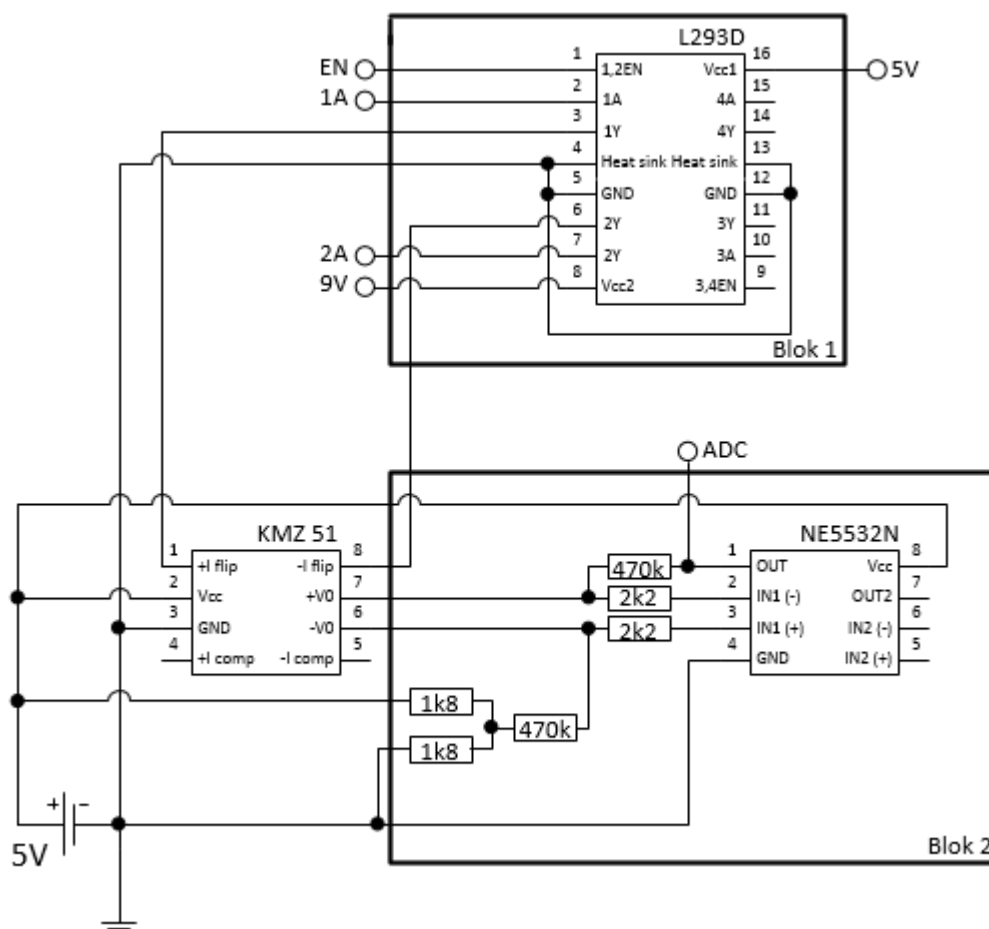 L293D
EN
1A
2A
9V
5V
1 1,2EN Vcc1 16
2 1A 4A 15
3 1Y 4Y 14
4 Heat sink Heat sink 13
5 GND GND 12
6 2Y 3Y 11
7 2Y 3A 10
8 Vcc2 3,4EN 9
Blok 1
ADC
KMZ 51
1 +I flip -I flip 8
2 Vcc +V0 7
3 GND -V0 6
4 +I comp -I comp 5
470k
2k2
2k2
NE5532N
1 OUT Vcc 8
2 IN1 (-) OUT2 7
3 IN1 (+) IN2 (-) 6
4 GND IN2 (+) 5
1k8
470k
1k8
+ -
5V
Blok 2